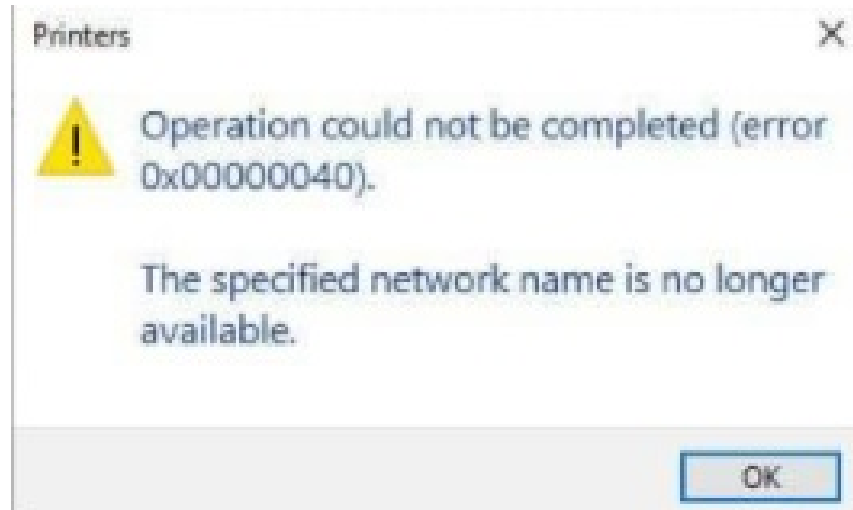 Printers
Operation could not be completed (error
0x00000040).
The specified network name is no longer
available.
OK